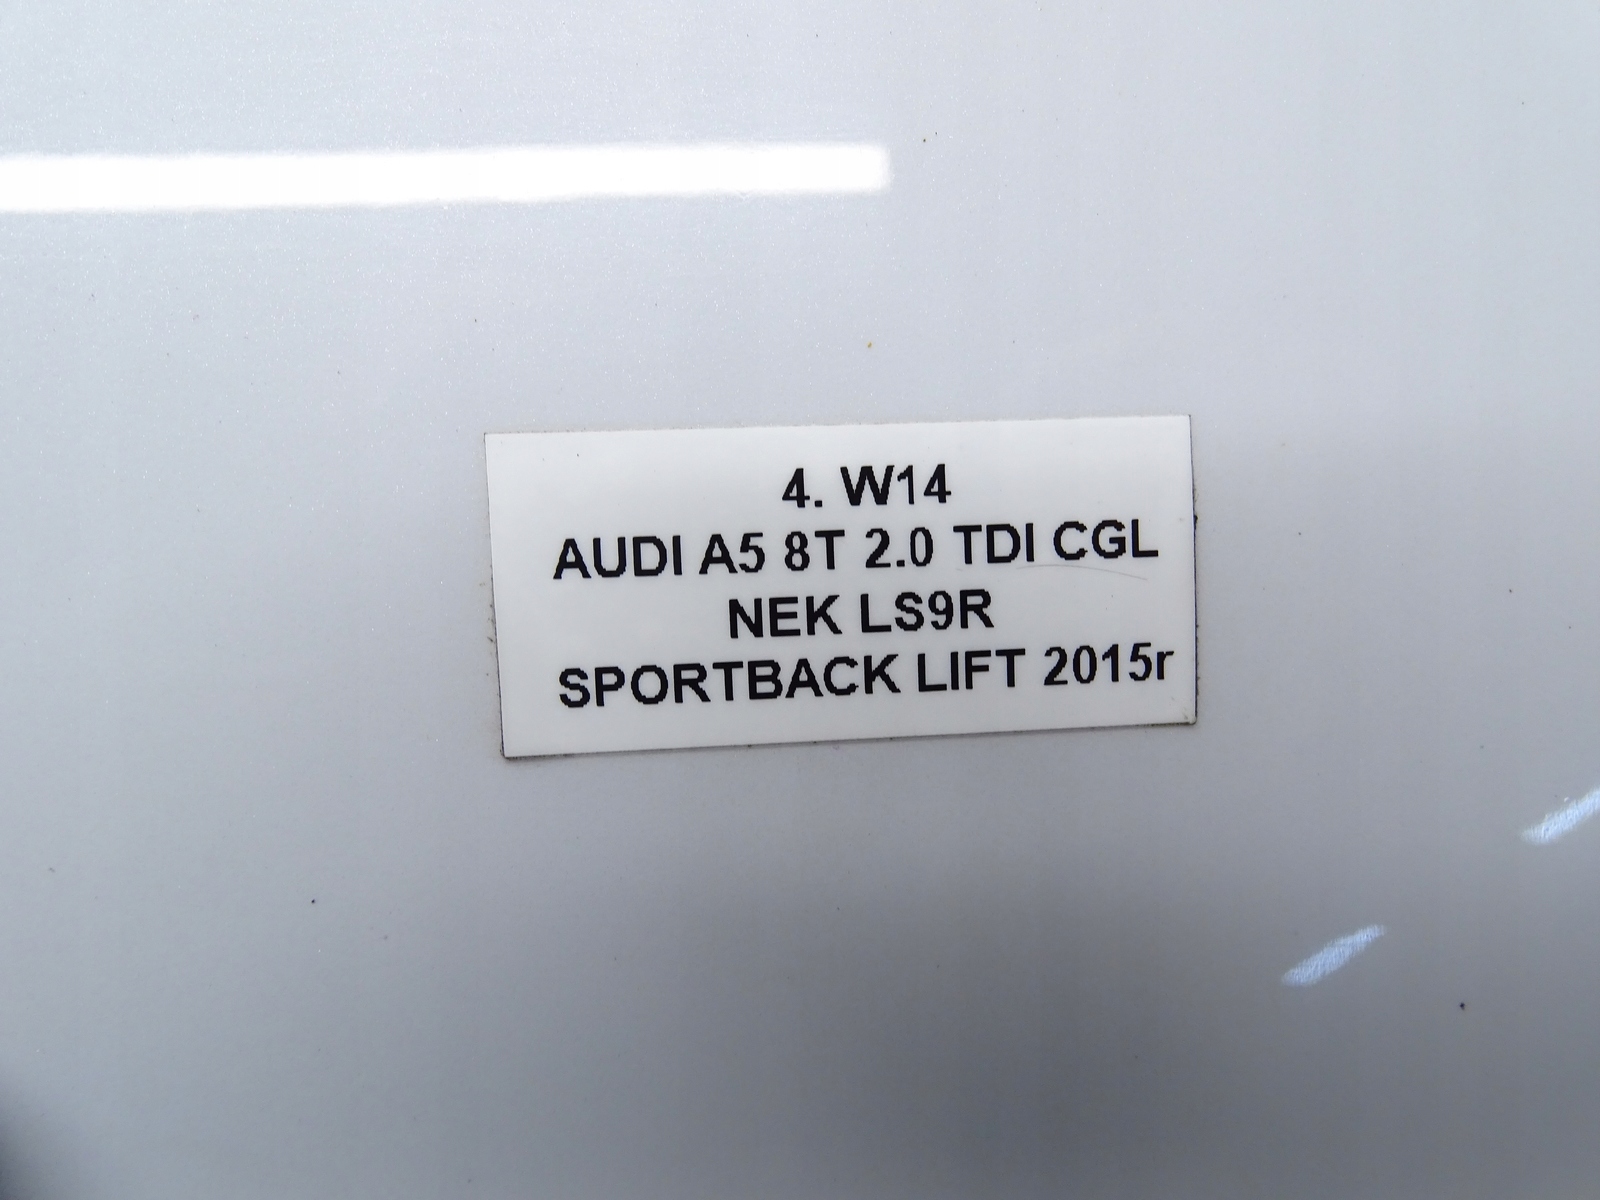 4. W14
AUDI A5 8T 2.0 TDI CGL
NEK LS9R
SPORTBACK LIFT 2015r